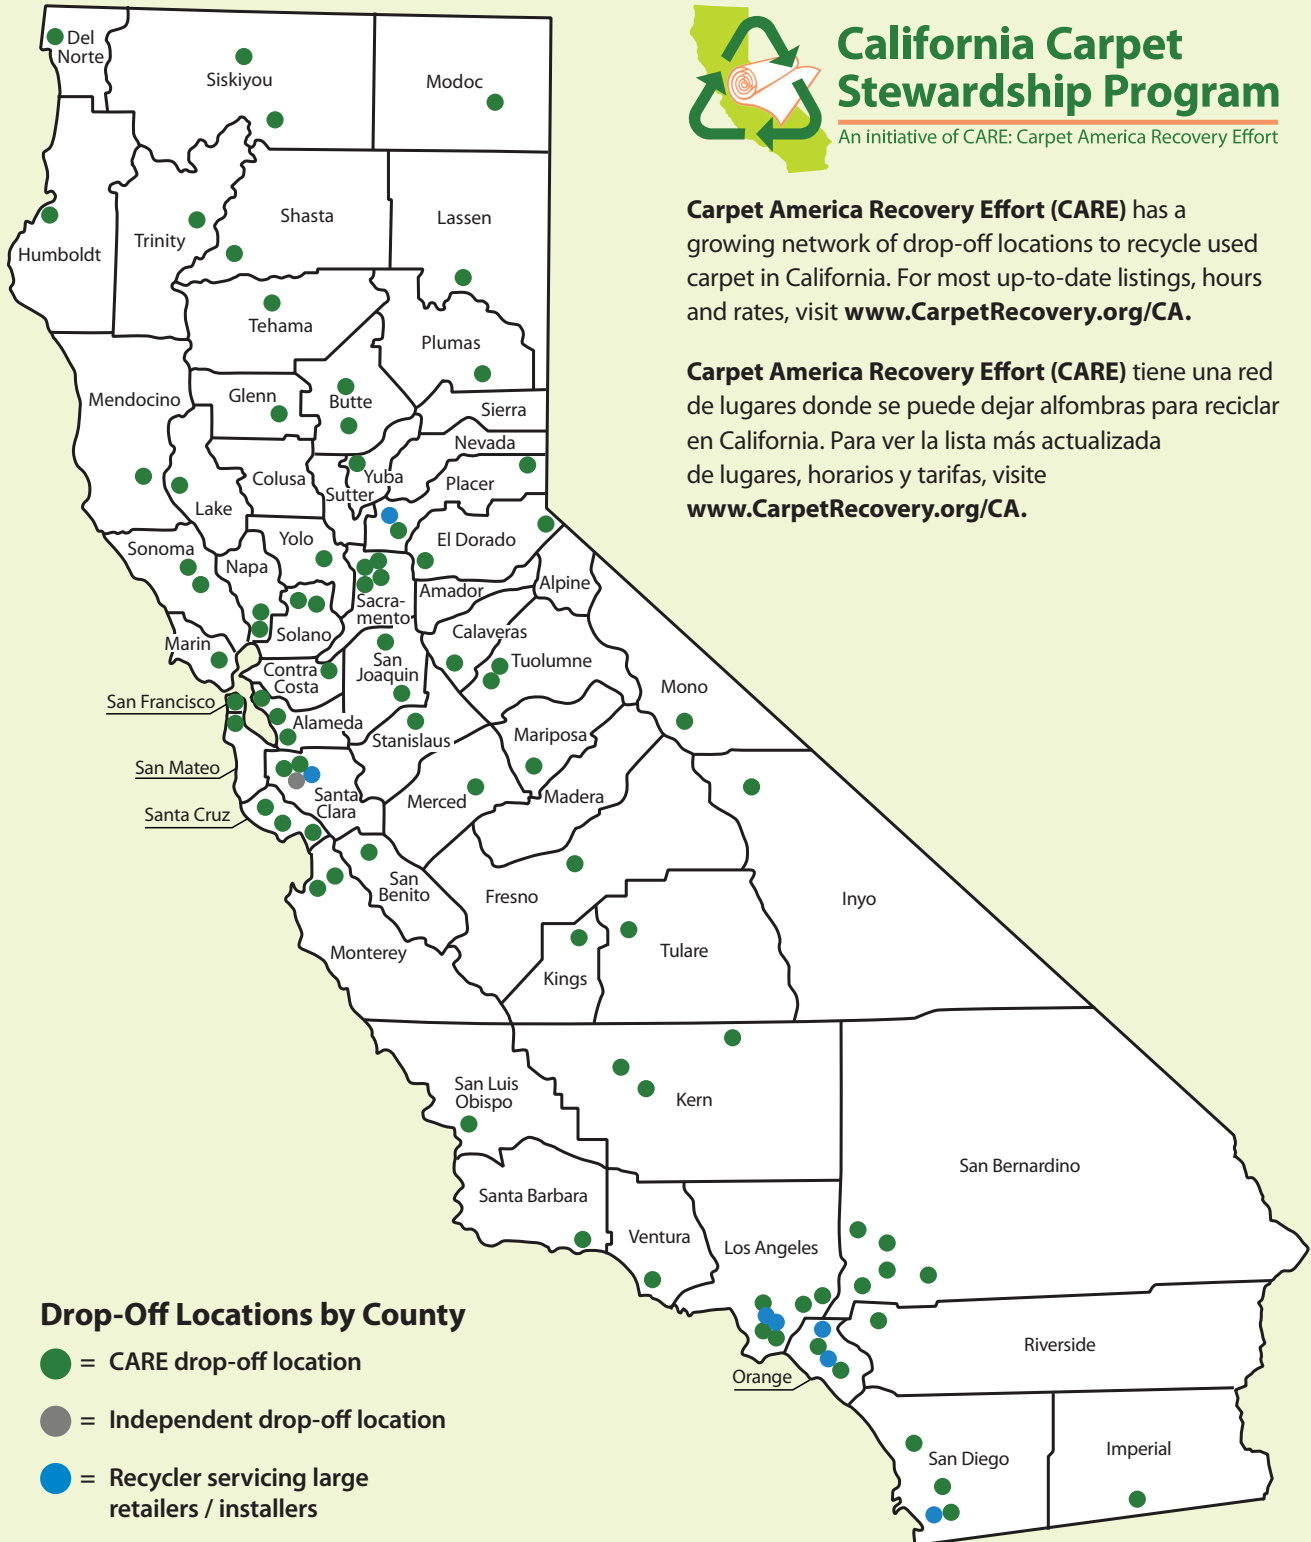 California Carpet
Stewardship Program
An initiative of CARE: Carpet America Recovery Effort
Carpet America Recovery Effort (CARE) has a
growing network of drop-off locations to recycle used
carpet in California. For most up-to-date listings, hours
and rates, visit www.CarpetRecovery.org/CA.
Carpet America Recovery Effort (CARE) tiene una red
de lugares donde se puede dejar alfombras para reciclar
en California. Para ver la lista más actualizada
de lugares, horarios y tarifas, visite
www.CarpetRecovery.org/CA.
Del
Norte
Siskiyou
Modoc
Humboldt
Trinity
Shasta
Lassen
Tehama
Plumas
Mendocino
Glenn
Butte
Sierra
Nevada
Colusa
Yuba
Sutter
Placer
Lake
Sonoma
Napa
Yolo
El Dorado
Sacra-
mento
Amador
Alpine
Marin
Solano
Calaveras
Contra
Costa
San
Joaquin
Tuolumne
Mono
San Francisco
Alameda
Stanislaus
Mariposa
San Mateo
Santa
Clara
Merced
Madera
Santa Cruz
San
Benito
Fresno
Inyo
Monterey
Kings
Tulare
San Luis
Obispo
Kern
San Bernardino
Santa Barbara
Ventura
Los Angeles
Riverside
Orange
San Diego
Imperial
Drop-Off Locations by County
= CARE drop-off location
= Independent drop-off location
= Recycler servicing large
retailers / installers